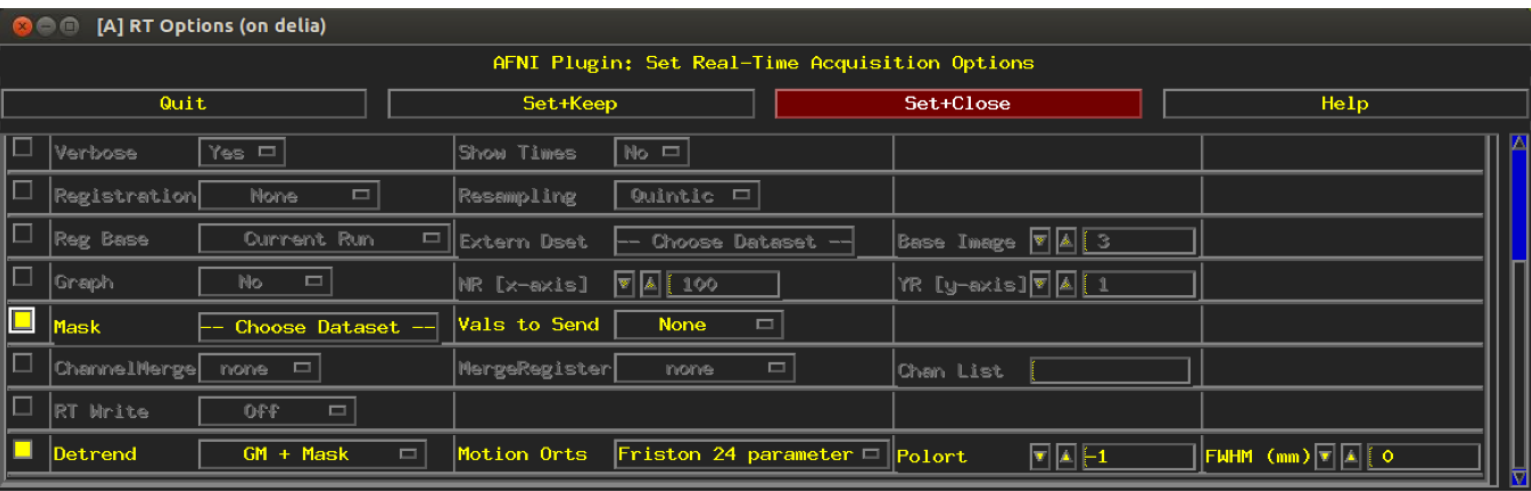 [A] RT Options (on delia)
AFNI Plugin: Set Real-Time Acquisition Options
Quit Set+Keep Set+Close Help
Verbose Yes Show Times No
Registration None Resampling Quintic
Reg Base Current Run Extern Dset -- Choose Dataset -- Base Image 3
Graph No NR [x-axis] 100 YR [y-axis] 1
Mask -- Choose Dataset -- Vals to Send None
ChannelMerge none MergeRegister none Chan List
RT Write Off
Detrend GM + Mask Motion Orts Friston 24 parameter Polort -1 FWHM (mm) 0